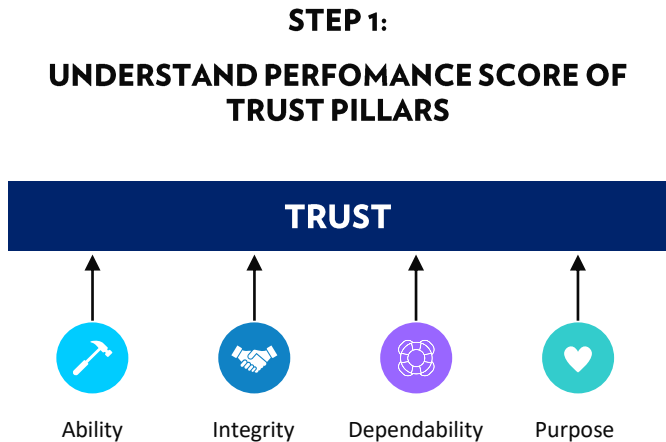 STEP 1:
UNDERSTAND PERFOMANCE SCORE OF
TRUST PILLARS
TRUST
Ability
Integrity
Dependability
Purpose